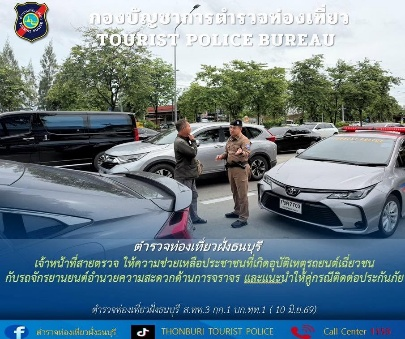 กองบัญชาการตำรวจท่องเที่ยว
TOURIST POLICE BUREAU
ตำรวจท่องเที่ยวฝั่งธนบุรี
เจ้าหน้าที่สายตรวจ ให้ความช่วยเหลือประชาชนที่เกิดอุบัติเหตุรถยนต์เฉี่ยวชน
กับรถจักรยานยนต์อำนวยความสะดวกด้านการจราจร และแนะนำให้คู่กรณีติดต่อประกันภัย
ตำรวจท่องเที่ยวฝั่งธนบุรี ส.ทท.3 กก.1 บก.ทท.1 ( 10 มิ.ย.69)
ตำรวจท่องเที่ยวฝั่งธนบุรี
THONBURI TOURIST POLICE
Call Center 1155